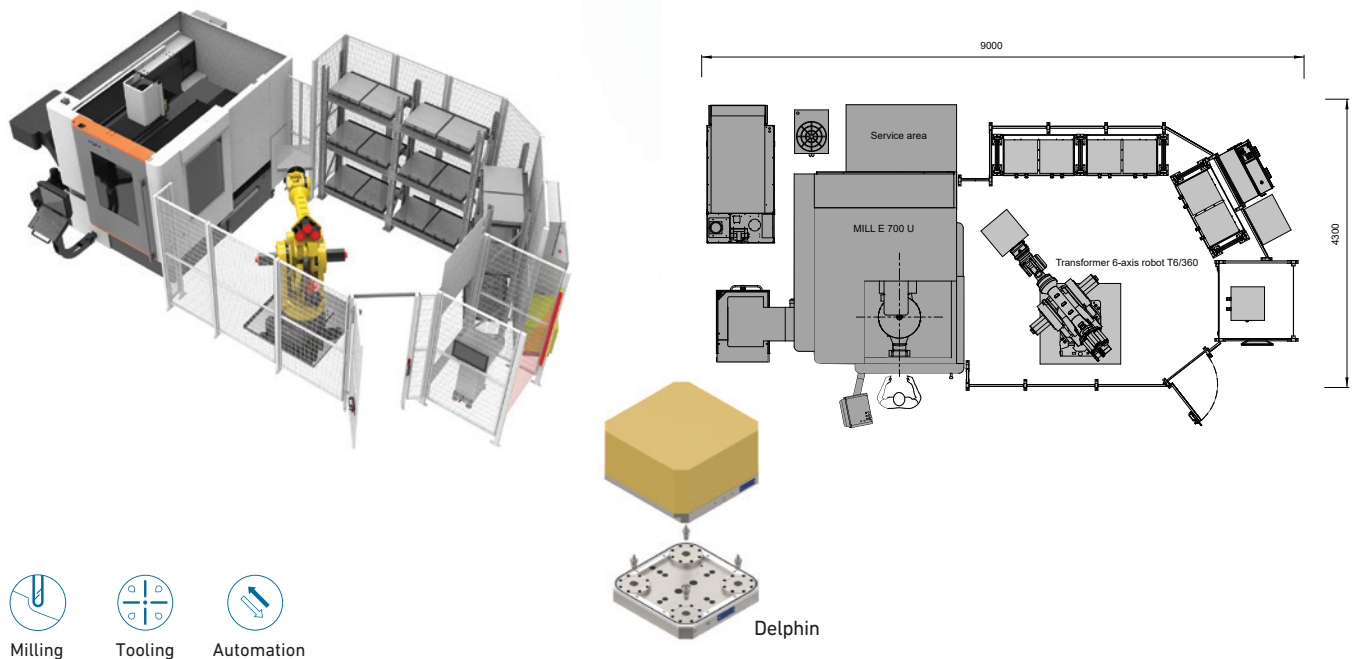 9000
4300
Service area
MILL E 700 U
Transformer 6-axis robot T6/360
Delphin
Milling
Tooling
Automation